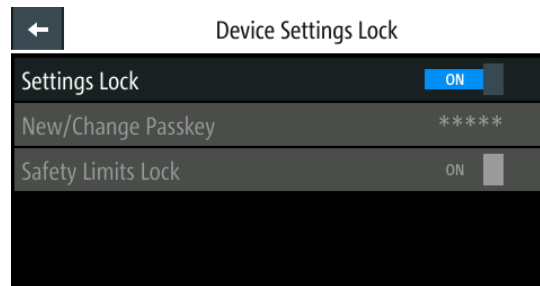 Device Settings Lock
Settings Lock ON
New/Change Passkey *****
Safety Limits Lock ON